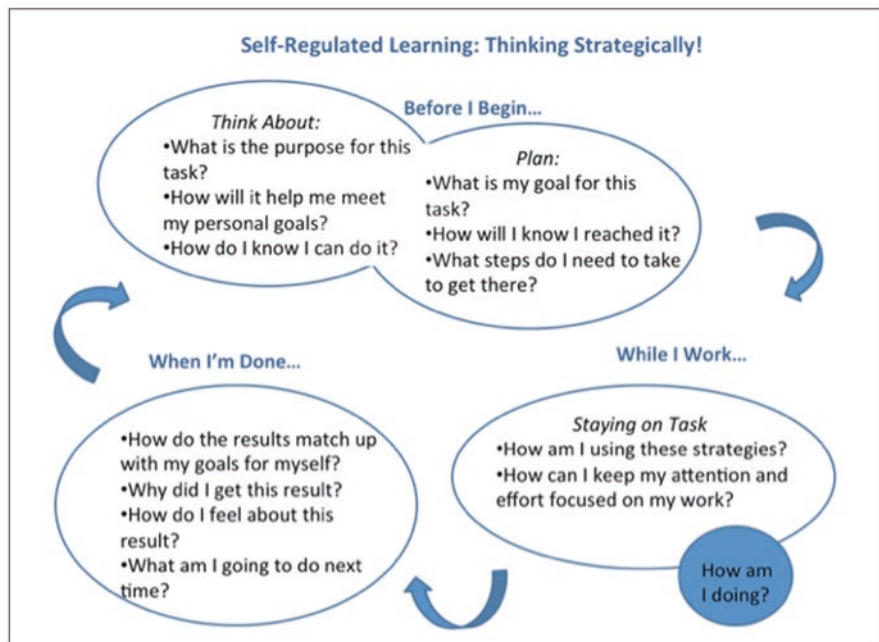 Self-Regulated Learning: Thinking Strategically!
Before I Begin...
Think About:
•What is the purpose for this
task?
•How will it help me meet
my personal goals?
•How do I know I can do it?
Plan:
•What is my goal for this
task?
•How will I know I reached it?
•What steps do I need to take
to get there?
While I Work...
Staying on Task
•How am I using these strategies?
•How can I keep my attention and
effort focused on my work?
How am
I doing?
When I'm Done...
•How do the results match up
with my goals for myself?
•Why did I get this result?
•How do I feel about this
result?
•What am I going to do next
time?